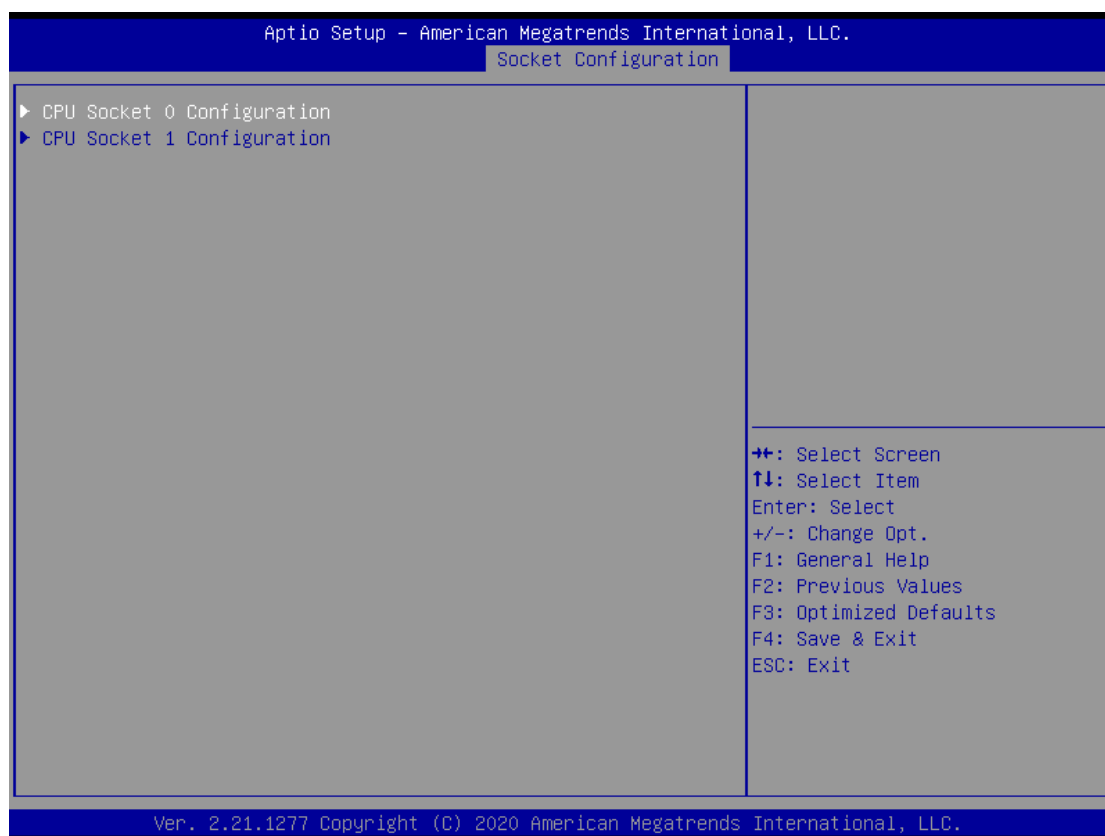 Aptio Setup – American Megatrends International, LLC.
Socket Configuration
▶ CPU Socket 0 Configuration
▶ CPU Socket 1 Configuration
→←: Select Screen
↑↓: Select Item
Enter: Select
+/-: Change Opt.
F1: General Help
F2: Previous Values
F3: Optimized Defaults
F4: Save & Exit
ESC: Exit
Ver. 2.21.1277 Copyright (C) 2020 American Megatrends International, LLC.